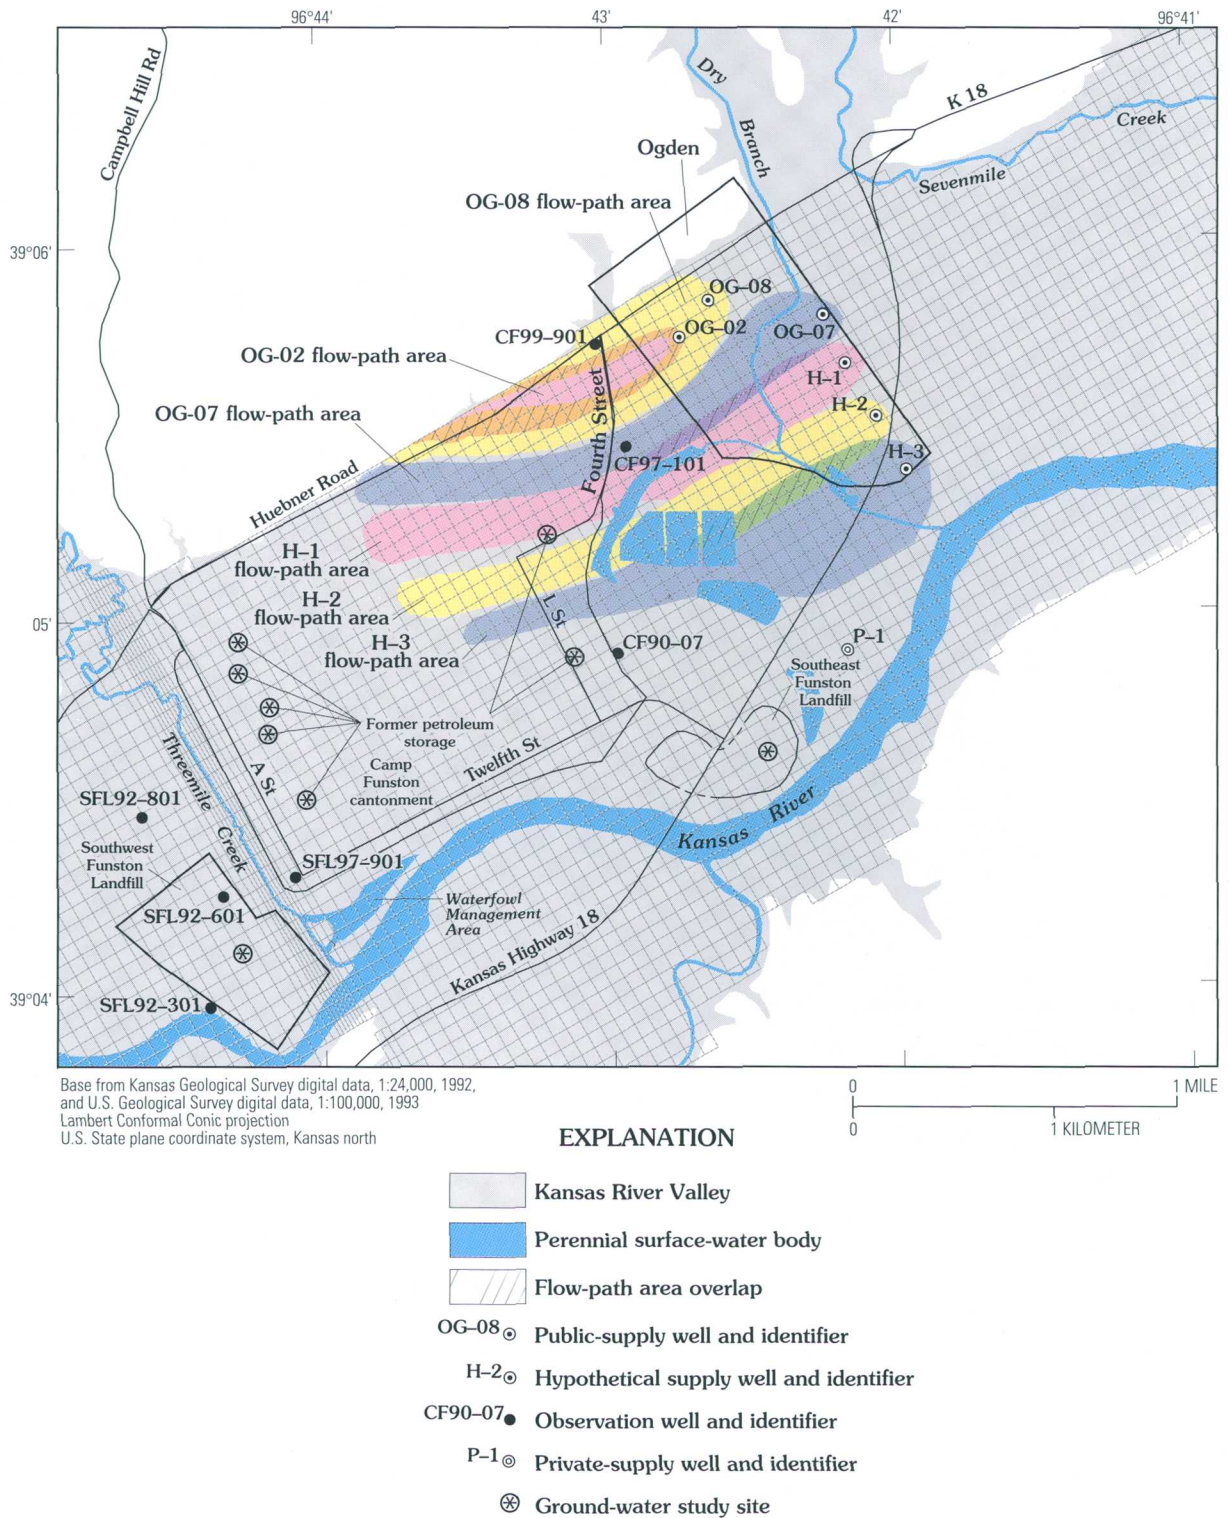 96°44'
43'
42'
96°41'
Campbell Hill Rd
Dry
Branch
K 18
Creek
Sevenmile
Ogden
OG–08 flow-path area
39°06'
OG–08
OG–02
OG–07
CF99–901
OG–02 flow-path area
H–1
OG–07 flow-path area
H–2
Fourth Street
H–3
CF97–101
Huebner Road
H–1
flow-path area
H–2
flow-path area
H–3
flow-path area
L St
05'
CF90–07
P–1
Southeast
Funston
Landfill
Former petroleum
storage
Threemile
Creek
A St
Camp
Funston
cantonment
Twelfth St
SFL92–801
Kansas River
Southwest
Funston
Landfill
SFL97–901
SFL92–601
Waterfowl
Management
Area
Kansas Highway 18
39°04'
SFL92–301
Base from Kansas Geological Survey digital data, 1:24,000, 1992,
and U.S. Geological Survey digital data, 1:100,000, 1993
Lambert Conformal Conic projection
U.S. State plane coordinate system, Kansas north
0
1 MILE
0
1 KILOMETER
EXPLANATION
Kansas River Valley
Perennial surface-water body
Flow-path area overlap
OG–08 Public-supply well and identifier
H–2 Hypothetical supply well and identifier
CF90–07 Observation well and identifier
P–1 Private-supply well and identifier
Ground-water study site